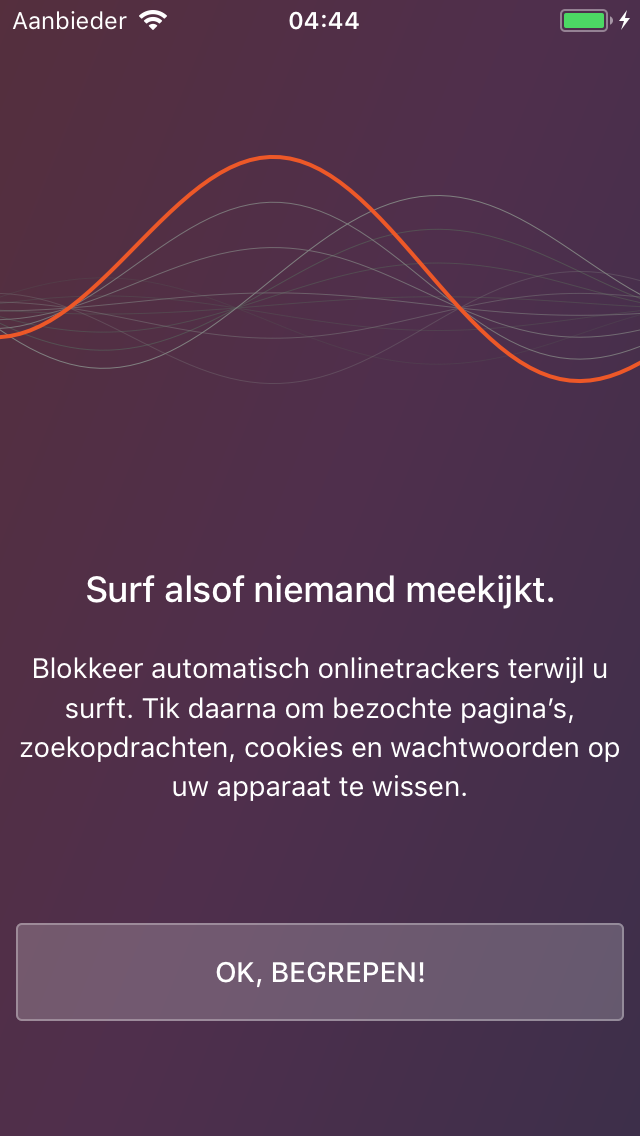 Aanbieder 04:44
Surf alsof niemand meekijkt.
Blokkeer automatisch onlinetrackers terwijl u
surft. Tik daarna om bezochte pagina’s,
zoekopdrachten, cookies en wachtwoorden op
uw apparaat te wissen.
OK, BEGREPEN!